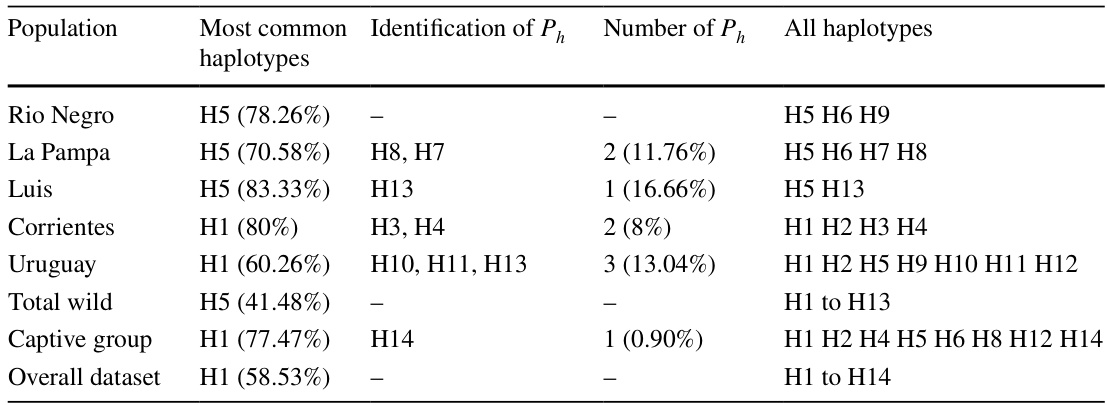 Population Most common haplotypes Identification of Ph Number of Ph All haplotypes
Rio Negro H5 (78.26%) – – H5 H6 H9
La Pampa H5 (70.58%) H8, H7 2 (11.76%) H5 H6 H7 H8
Luis H5 (83.33%) H13 1 (16.66%) H5 H13
Corrientes H1 (80%) H3, H4 2 (8%) H1 H2 H3 H4
Uruguay H1 (60.26%) H10, H11, H13 3 (13.04%) H1 H2 H5 H9 H10 H11 H12
Total wild H5 (41.48%) – – H1 to H13
Captive group H1 (77.47%) H14 1 (0.90%) H1 H2 H4 H5 H6 H8 H12 H14
Overall dataset H1 (58.53%) – – H1 to H14